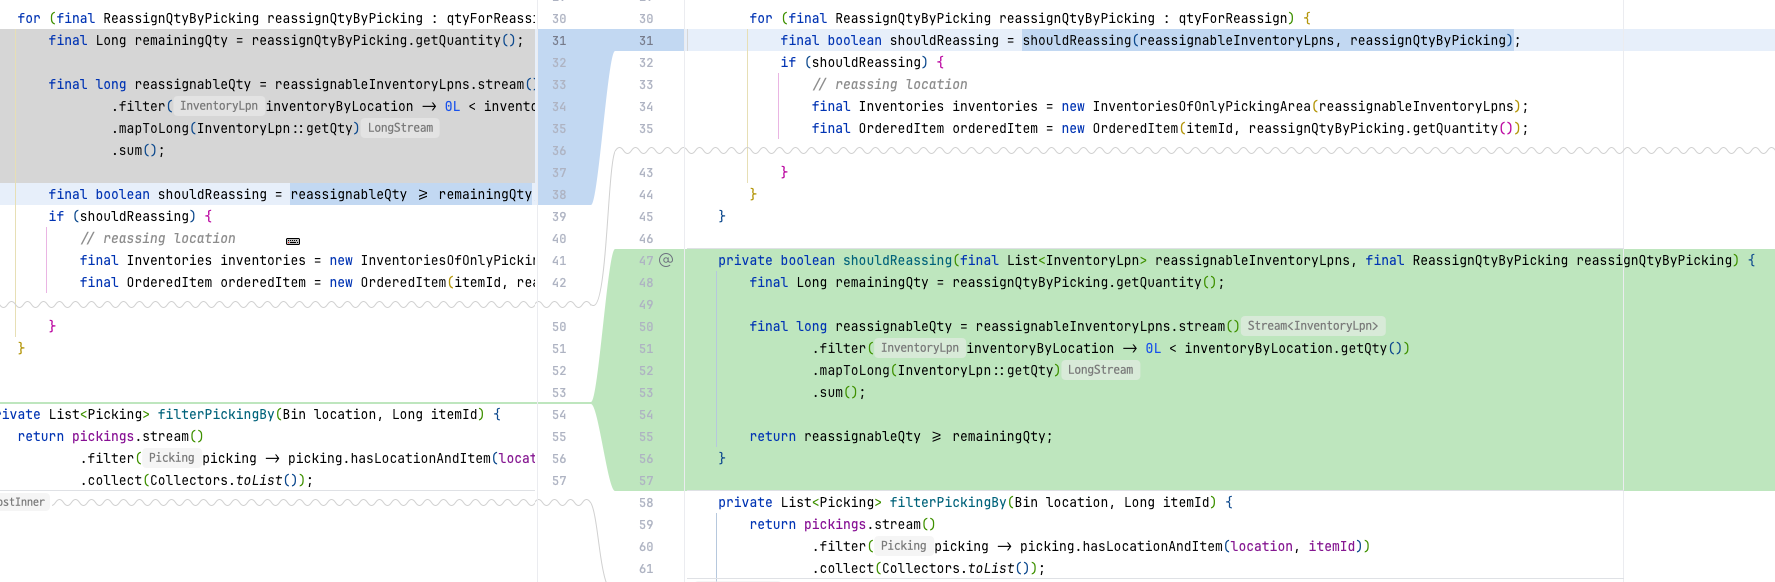 for (final ReassignQtyByPicking reassignQtyByPicking : qtyForReassi
final Long remainingQty = reassignQtyByPicking.getQuantity();
final long reassignableQty = reassignableInventoryLpns.stream()
.filter( InventoryLpn inventoryByLocation → 0L < invento
.mapToLong(InventoryLpn::getQty) LongStream
.sum();
final boolean shouldReassing = reassignableQty ≥ remainingQty
if (shouldReassing) {
// reassing location
final Inventories inventories = new InventoriesOfOnlyPickin
final OrderedItem orderedItem = new OrderedItem(itemId, rea
}
}
rivate List<Picking> filterPickingBy(Bin location, Long itemId) {
return pickings.stream()
.filter( Picking picking → picking.hasLocationAndItem(locat
.collect(Collectors.toList());
ostInner
30
31
32
33
34
35
36
37
38
39
40
41
42
50
51
52
53
54
55
56
57
30
31
32
33
34
35
43
44
45
46
47 @
48
49
50
51
52
53
54
55
56
57
58
59
60
61
for (final ReassignQtyByPicking reassignQtyByPicking : qtyForReassign) {
final boolean shouldReassing = shouldReassing(reassignableInventoryLpns, reassignQtyByPicking);
if (shouldReassing) {
// reassing location
final Inventories inventories = new InventoriesOfOnlyPickingArea(reassignableInventoryLpns);
final OrderedItem orderedItem = new OrderedItem(itemId, reassignQtyByPicking.getQuantity());
}
}
}
private boolean shouldReassing(final List<InventoryLpn> reassignableInventoryLpns, final ReassignQtyByPicking reassignQtyByPicking) {
final Long remainingQty = reassignQtyByPicking.getQuantity();
final long reassignableQty = reassignableInventoryLpns.stream() Stream<InventoryLpn>
.filter( InventoryLpn inventoryByLocation → 0L < inventoryByLocation.getQty())
.mapToLong(InventoryLpn::getQty) LongStream
.sum();
return reassignableQty ≥ remainingQty;
}
private List<Picking> filterPickingBy(Bin location, Long itemId) {
return pickings.stream()
.filter( Picking picking → picking.hasLocationAndItem(location, itemId))
.collect(Collectors.toList());